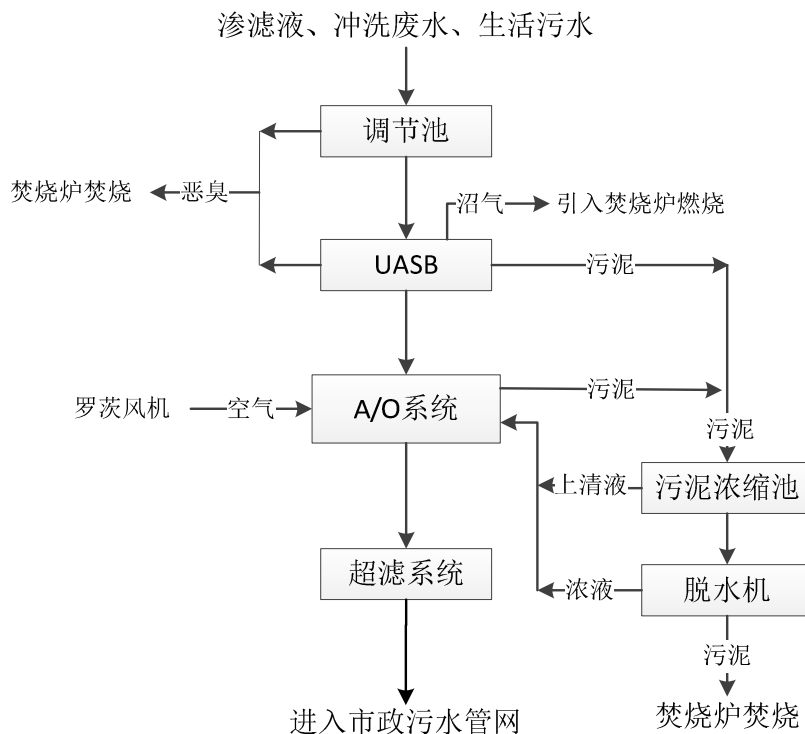 渗滤液、冲洗废水、生活污水
调节池
焚烧炉焚烧
恶臭
沼气
引入焚烧炉燃烧
UASB
污泥
罗茨风机
空气
A/O系统
污泥
污泥
上清液
污泥浓缩池
超滤系统
浓液
脱水机
污泥
进入市政污水管网
焚烧炉焚烧